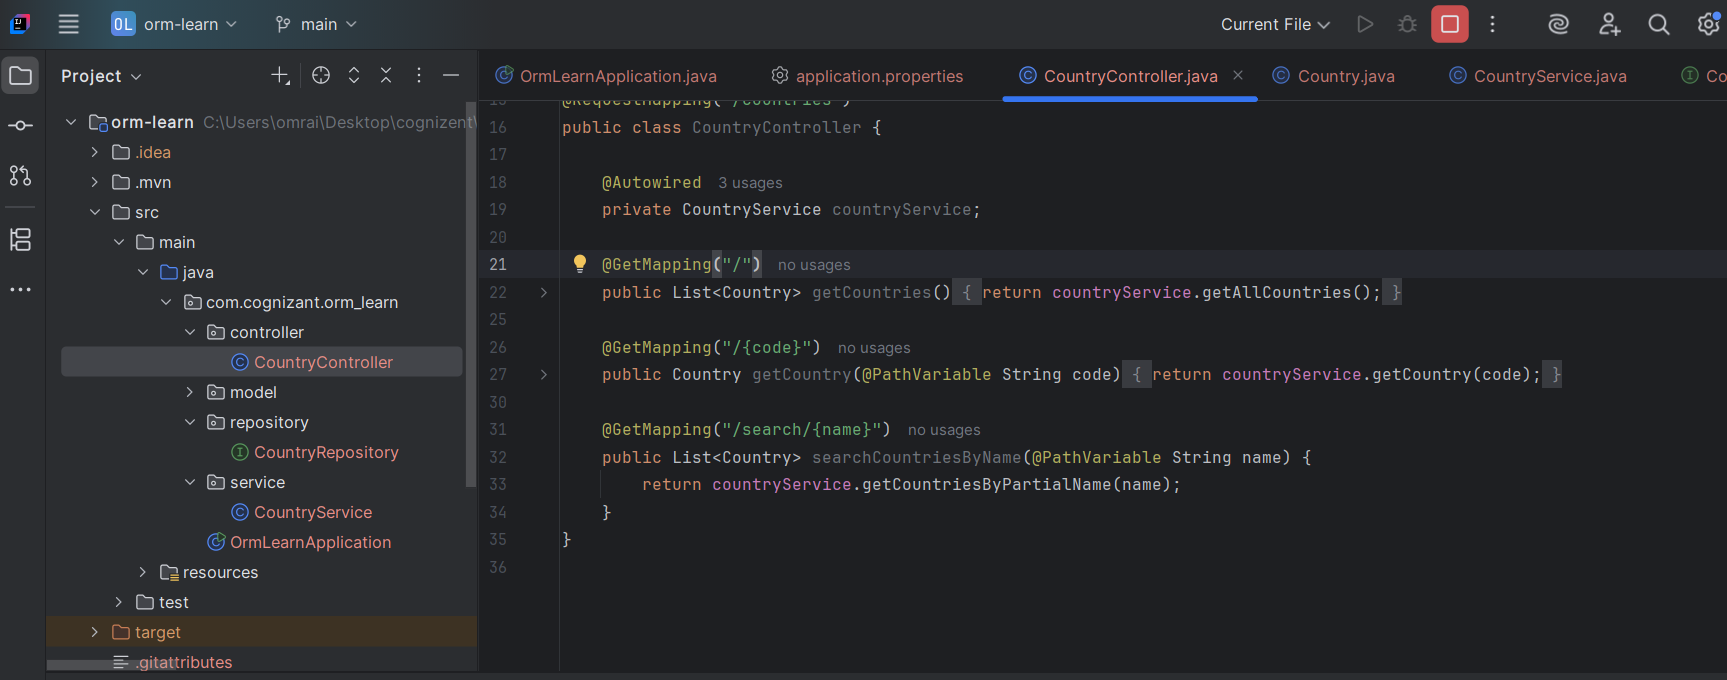 OL orm-learn main Current File
Project
OrmLearnApplication.java application.properties CountryController.java Country.java CountryService.java Co
orm-learn C:\Users\omrai\Desktop\cognizent\
.idea
.mvn
src
main
java
com.cognizant.orm_learn
controller
CountryController
model
repository
CountryRepository
service
CountryService
OrmLearnApplication
resources
test
target
.gitattributes
15 @RequestMapping("/countries")
16 public class CountryController {
17
18 @Autowired 3 usages
19 private CountryService countryService;
20
21 @GetMapping("/") no usages
22 public List<Country> getCountries() { return countryService.getAllCountries(); }
25
26 @GetMapping("/{code}") no usages
27 public Country getCountry(@PathVariable String code) { return countryService.getCountry(code); }
30
31 @GetMapping("/search/{name}") no usages
32 public List<Country> searchCountriesByName(@PathVariable String name) {
33 return countryService.getCountriesByPartialName(name);
34 }
35 }
36